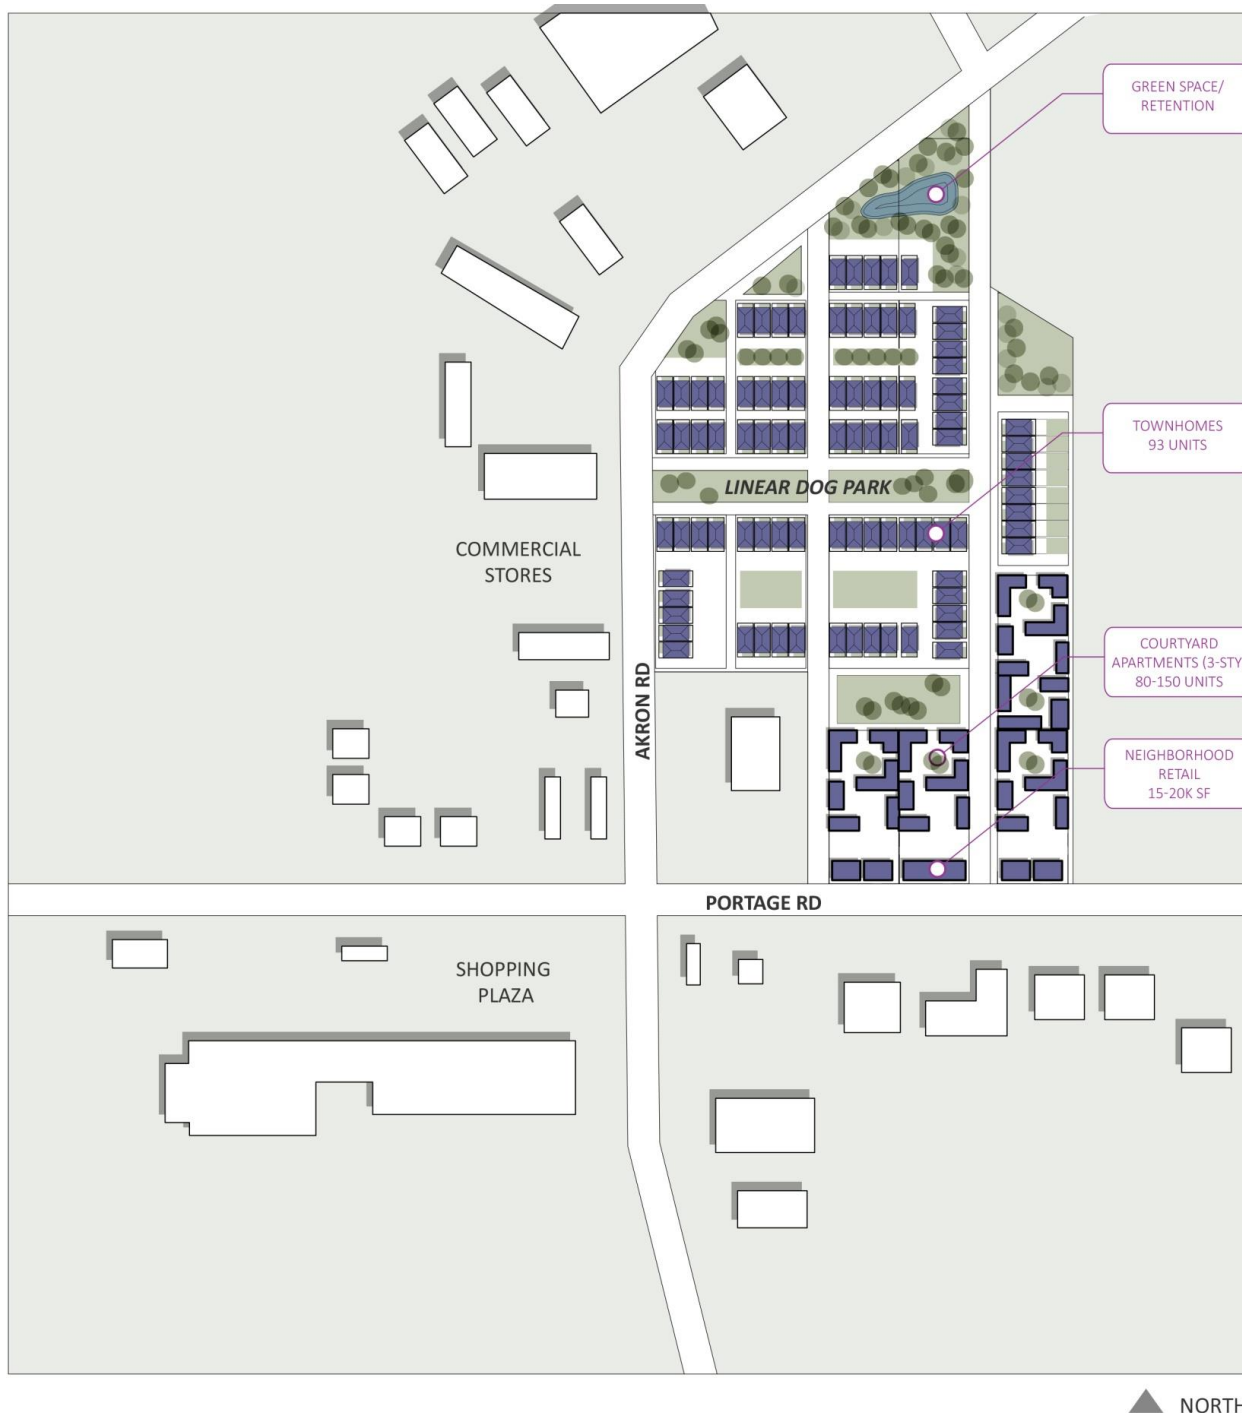 GREEN SPACE/
RETENTION
TOWNHOMES
93 UNITS
LINEAR DOG PARK
COMMERCIAL
STORES
COURTYARD
APARTMENTS (3-STY
80-150 UNITS
AKRON RD
NEIGHBORHOOD
RETAIL
15-20K SF
PORTAGE RD
SHOPPING
PLAZA
NORTH